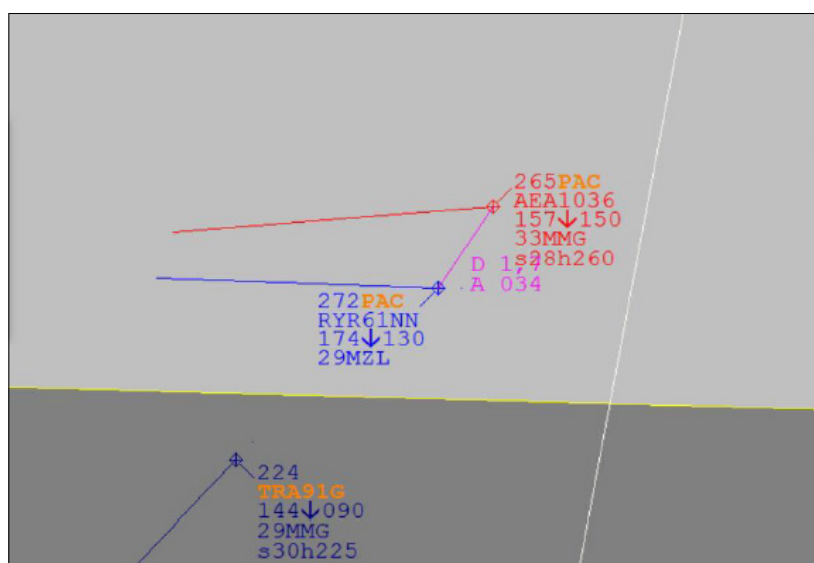 265PAC
AEA1036
157↓150
33MMG
s28h260
D 1,7
A 034
272PAC
RYR61NN
174↓130
29MZL
224
TRA91G
144↓090
29MMG
s30h225